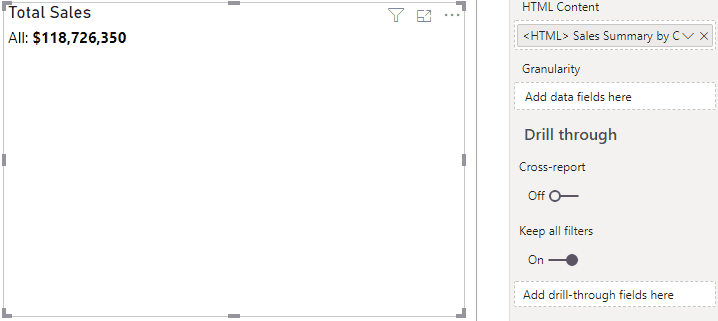 Total Sales
All: $118,726,350
HTML Content
<HTML> Sales Summary by C
Granularity
Add data fields here
Drill through
Cross-report
Off
Keep all filters
On
Add drill-through fields here